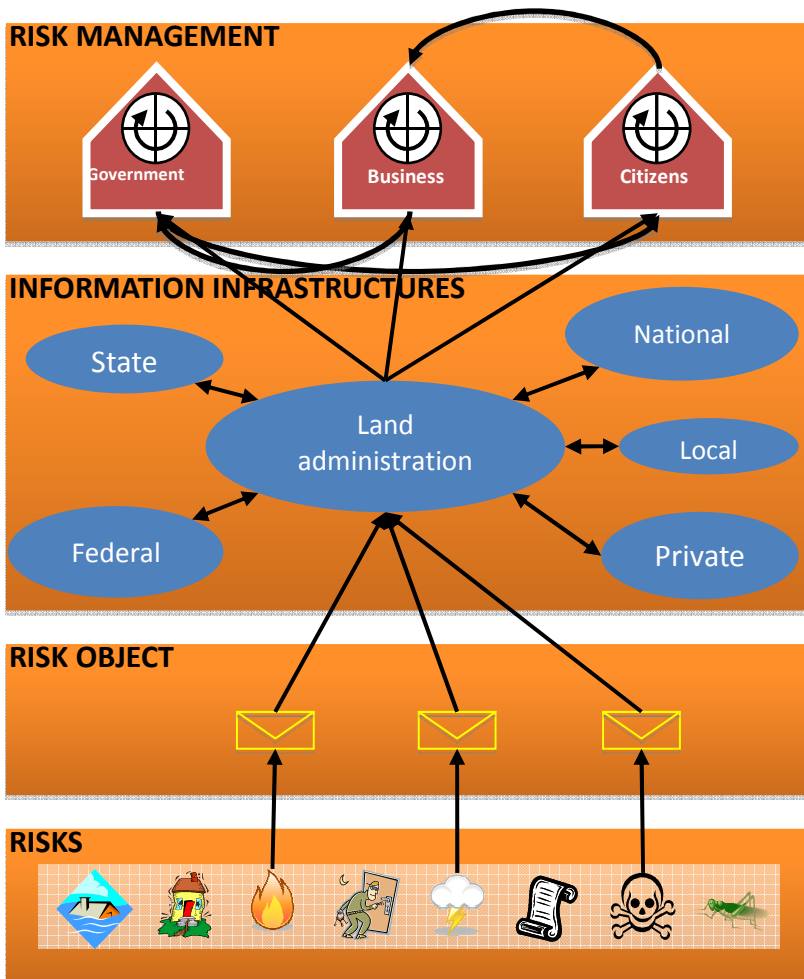 RISK MANAGEMENT
Government
Business
Citizens
INFORMATION INFRASTRUCTURES
State
National
Land
administration
Local
Federal
Private
RISK OBJECT
RISKS